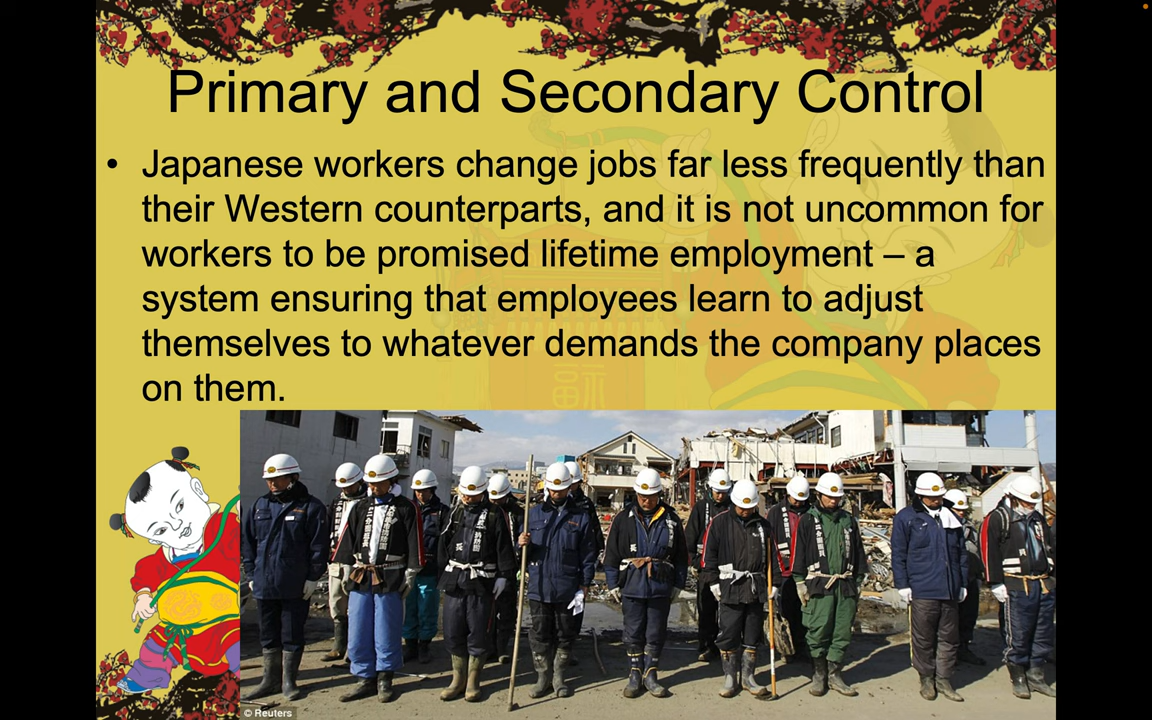 Primary and Secondary Control
• Japanese workers change jobs far less frequently than
their Western counterparts, and it is not uncommon for
workers to be promised lifetime employment – a
system ensuring that employees learn to adjust
themselves to whatever demands the company places
on them.
© Reuters